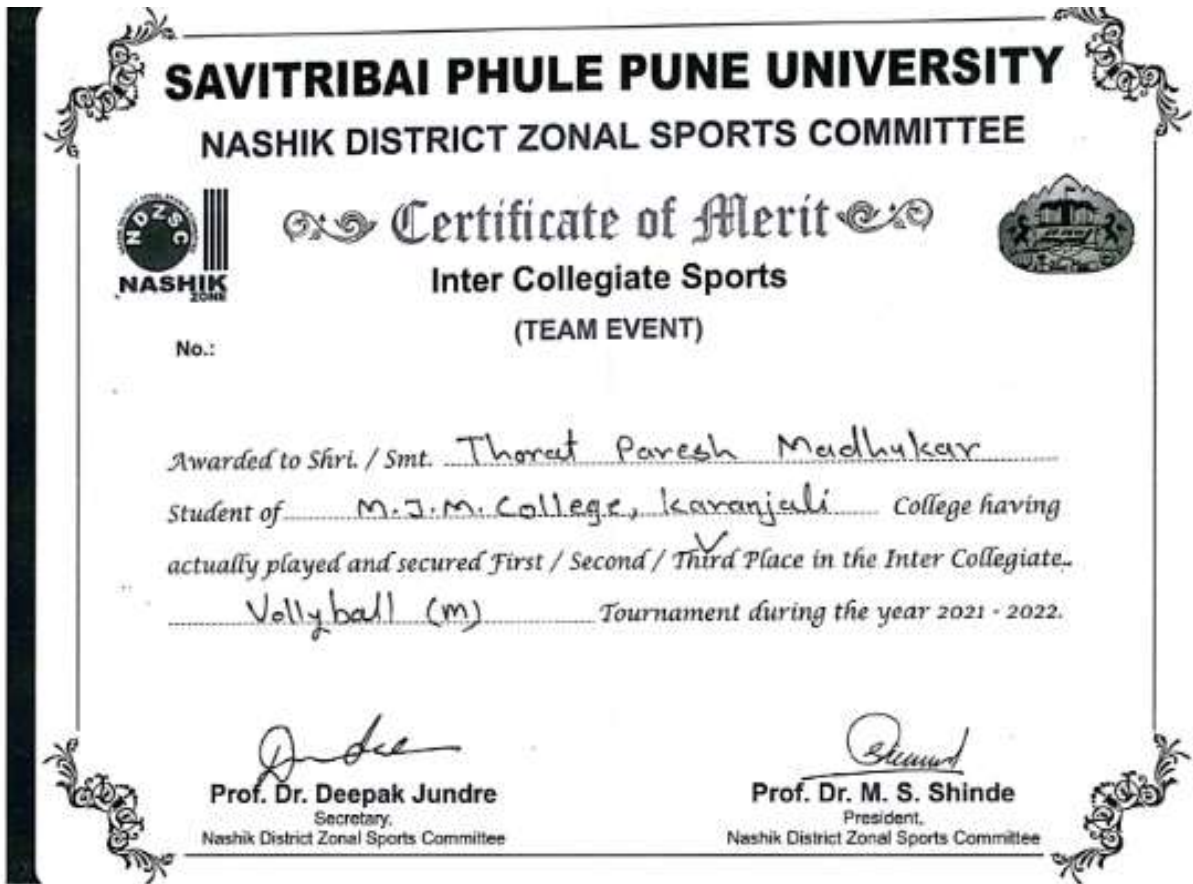 SAVITRIBAI PHULE PUNE UNIVERSITY
NASHIK DISTRICT ZONAL SPORTS COMMITTEE
NDZSC
NASHIK
ZONE
Certificate of Merit
Inter Collegiate Sports
(TEAM EVENT)
No.:
Awarded to Shri. / Smt. Thorat Paresh Madhukar
Student of M.J.M. College, Karanjali College having
actually played and secured First / Second / Third Place in the Inter Collegiate..
Vollyball (M) Tournament during the year 2021 - 2022.
Prof. Dr. Deepak Jundre
Secretary.
Nashik District Zonal Sports Committee
Prof. Dr. M. S. Shinde
President.
Nashik District Zonal Sports Committee